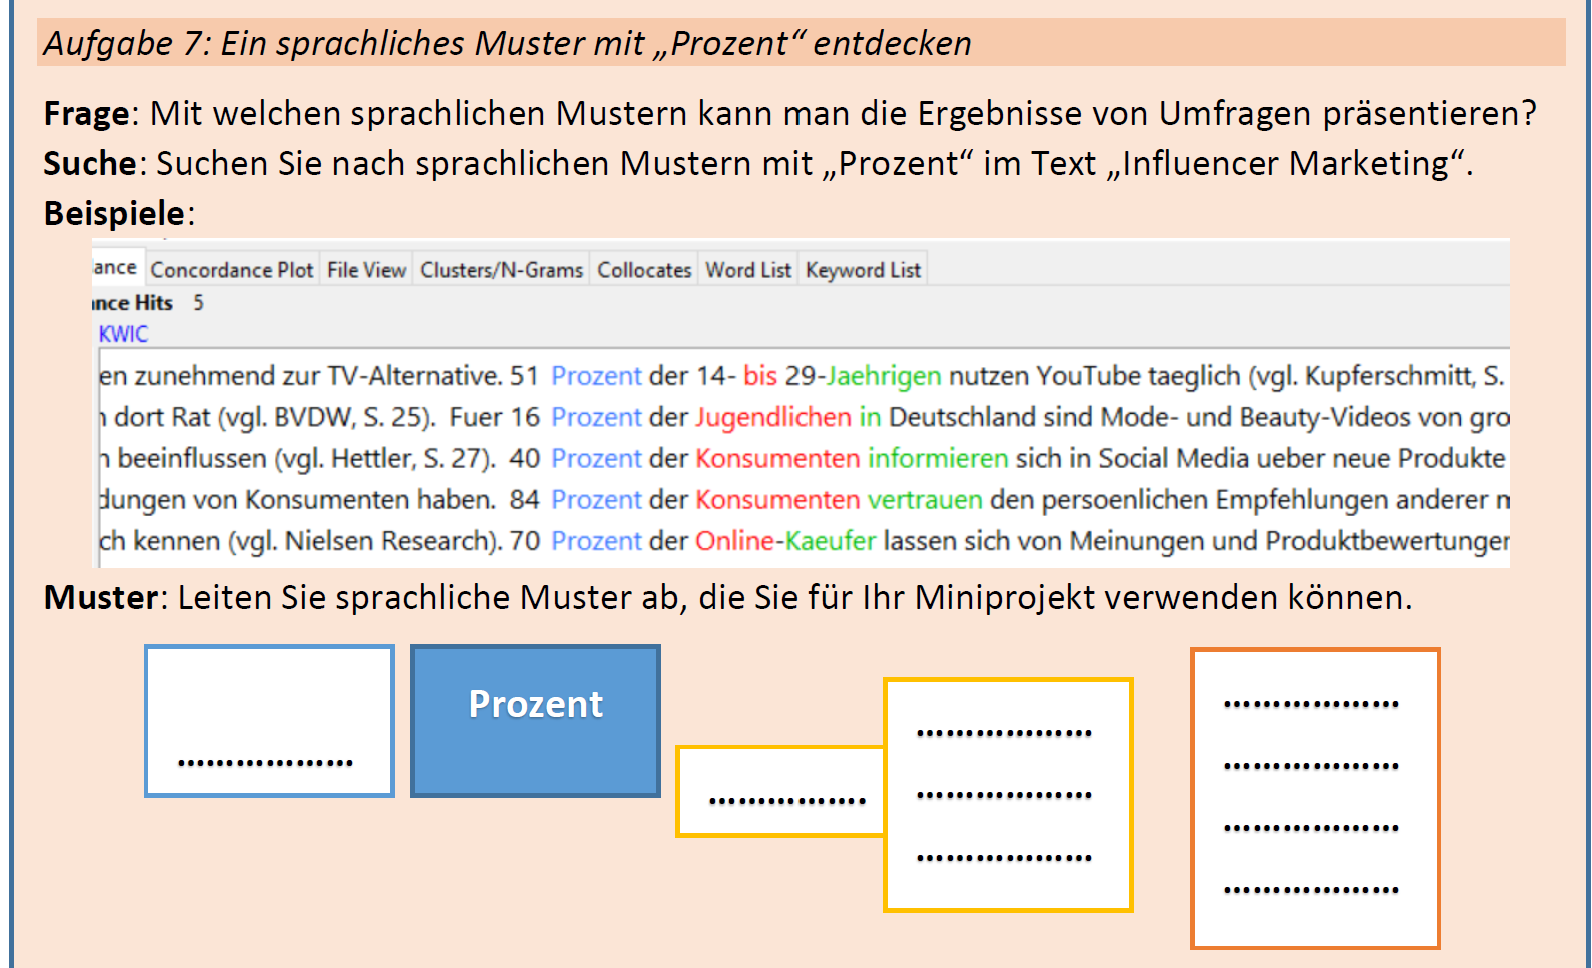 Aufgabe 7: Ein sprachliches Muster mit „Prozent“ entdecken
Frage: Mit welchen sprachlichen Mustern kann man die Ergebnisse von Umfragen präsentieren?
Suche: Suchen Sie nach sprachlichen Mustern mit „Prozent“ im Text „Influencer Marketing“.
Beispiele:
ance Concordance Plot File View Clusters/N-Grams Collocates Word List Keyword List
nce Hits 5
KWIC
en zunehmend zur TV-Alternative. 51 Prozent der 14- bis 29-Jaehrigen nutzen YouTube taeglich (vgl. Kupferschmitt, S.
n dort Rat (vgl. BVDW, S. 25). Fuer 16 Prozent der Jugendlichen in Deutschland sind Mode- und Beauty-Videos von gro
n beeinflussen (vgl. Hettler, S. 27). 40 Prozent der Konsumenten informieren sich in Social Media ueber neue Produkte
dungen von Konsumenten haben. 84 Prozent der Konsumenten vertrauen den persoenlichen Empfehlungen anderer m
ch kennen (vgl. Nielsen Research). 70 Prozent der Online-Kaeufer lassen sich von Meinungen und Produktbewertunger
Muster: Leiten Sie sprachliche Muster ab, die Sie für Ihr Miniprojekt verwenden können.
Prozent
………………
…………….
………………
………………
………………
………………
………………
………………
………………